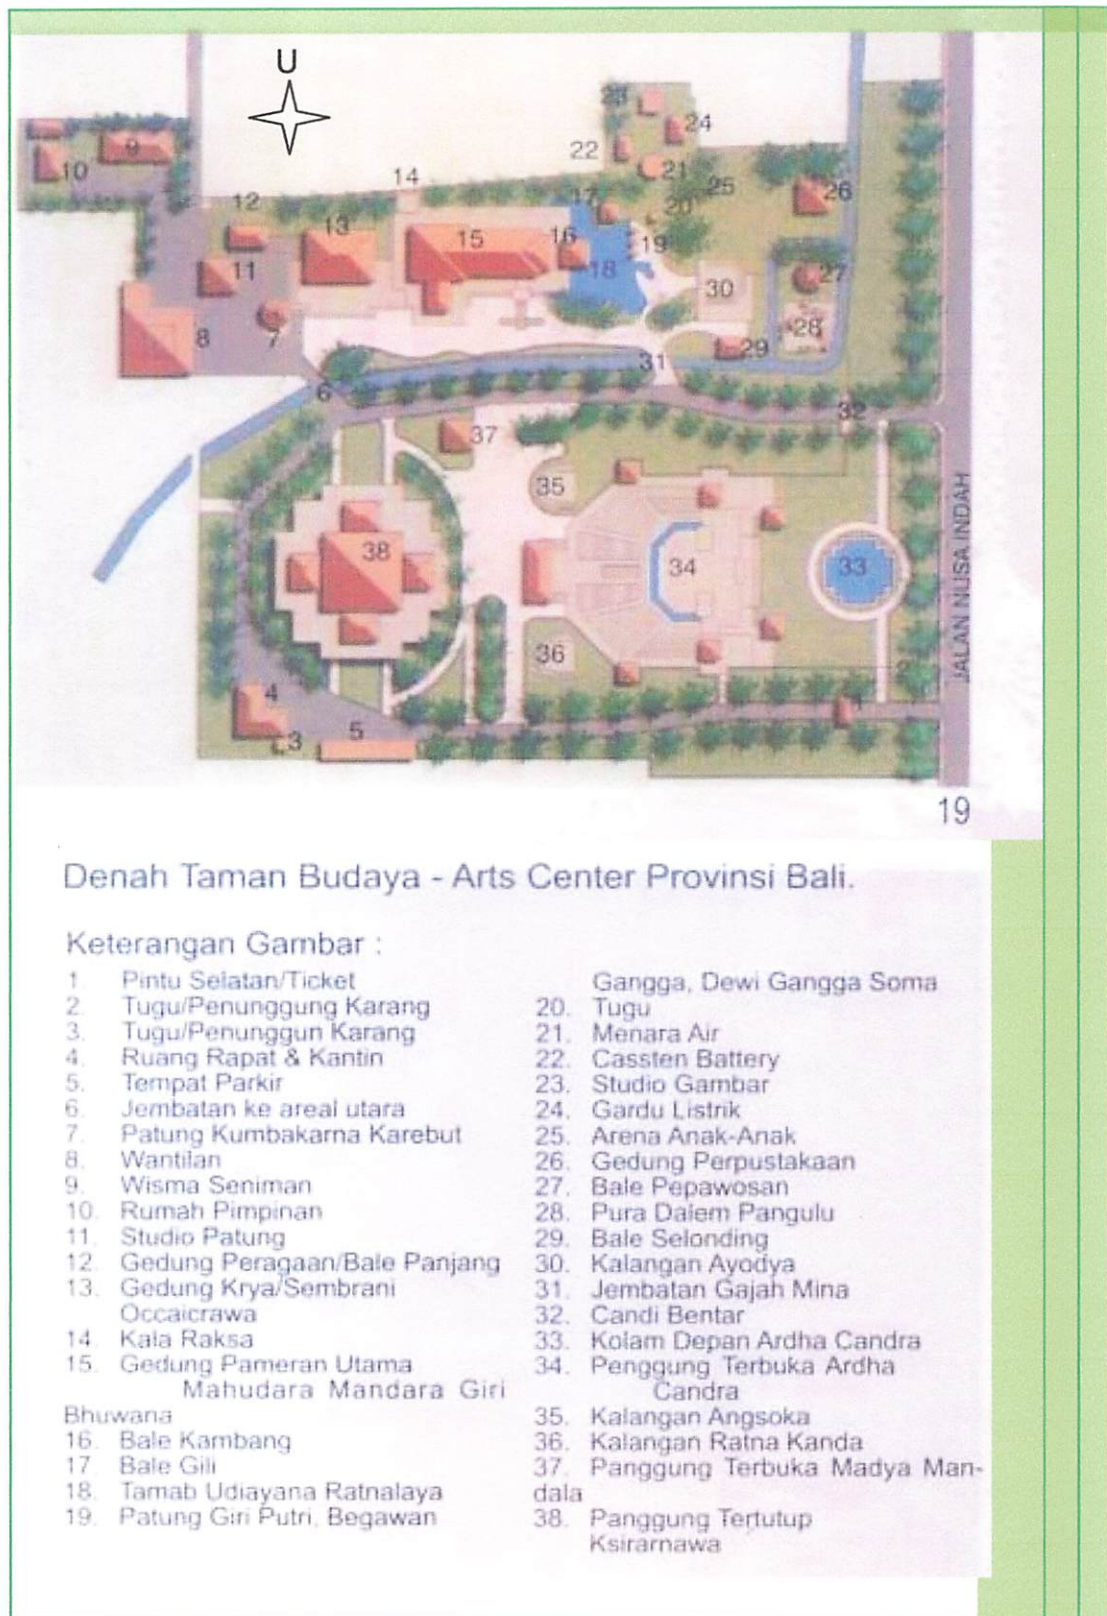 U
23
24
9
22
10
14
21
25
26
12
17
20
13
15
16
19
11
18
27
30
28
8
7
29
31
6
32
37
35
38
34
33
JALAN NUSA INDAH
36
2
4
1
3
5
19
Denah Taman Budaya - Arts Center Provinsi Bali.
Keterangan Gambar :
1. Pintu Selatan/Ticket
2. Tugu/Penunggung Karang
3. Tugu/Penunggun Karang
4. Ruang Rapat & Kantin
5. Tempat Parkir
6. Jembatan ke areal utara
7. Patung Kumbakarna Karebut
8. Wantilan
9. Wisma Seniman
10. Rumah Pimpinan
11. Studio Patung
12. Gedung Peragaan/Bale Panjang
13. Gedung Krya/Sembrani
Occaicrawa
14. Kala Raksa
15. Gedung Pameran Utama
Mahudara Mandara Giri
Bhuwana
16. Bale Kambang
17. Bale Gili
18. Tamab Udiayana Ratnalaya
19. Patung Giri Putri, Begawan
Gangga, Dewi Gangga Soma
20. Tugu
21. Menara Air
22. Cassten Battery
23. Studio Gambar
24. Gardu Listrik
25. Arena Anak-Anak
26. Gedung Perpustakaan
27. Bale Pepawosan
28. Pura Dalem Pangulu
29. Bale Selonding
30. Kalangan Ayodya
31. Jembatan Gajah Mina
32. Candi Bentar
33. Kolam Depan Ardha Candra
34. Penggung Terbuka Ardha
Candra
35. Kalangan Angsoka
36. Kalangan Ratna Kanda
37. Panggung Terbuka Madya Man-
dala
38. Panggung Tertutup
Ksirarnawa